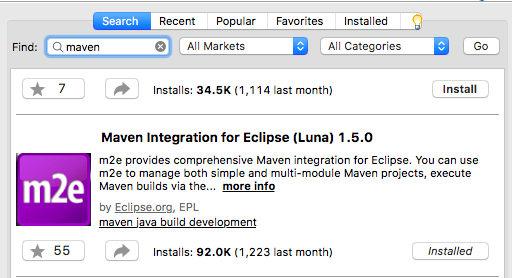 Search Recent Popular Favorites Installed
Find: maven All Markets All Categories Go
7 Installs: 34.5K (1,114 last month) Install
Maven Integration for Eclipse (Luna) 1.5.0
m2e provides comprehensive Maven integration for Eclipse. You can use
m2e to manage both simple and multi-module Maven projects, execute
Maven builds via the... more info
m2e
by Eclipse.org, EPL
maven java build development
55 Installs: 92.0K (1,223 last month) Installed